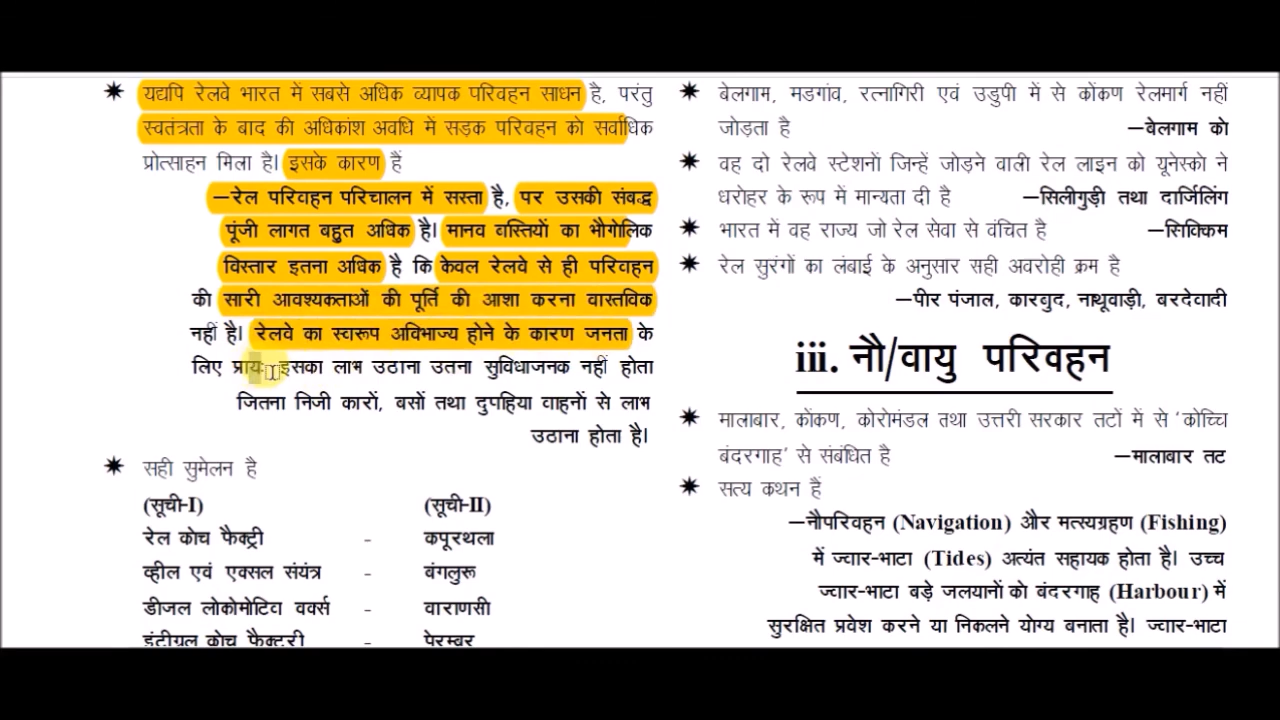 ✷ यद्यपि रेलवे भारत में सबसे अधिक व्यापक परिवहन साधन है, परंतु
स्वतंत्रता के बाद की अधिकांश अवधि में सड़क परिवहन को सर्वाधिक
प्रोत्साहन मिला है। इसके कारण हैं
–रेल परिवहन परिचालन में सस्ता है, पर उसकी संबद्ध
पूंजी लागत बहुत अधिक है। मानव बस्तियों का भौगोलिक
विस्तार इतना अधिक है कि केवल रेलवे से ही परिवहन
की सारी आवश्यकताओं की पूर्ति की आशा करना वास्तविक
नहीं है। रेलवे का स्वरूप अविभाज्य होने के कारण जनता के
लिए प्रायः इसका लाभ उठाना उतना सुविधाजनक नहीं होता
जितना निजी कारों, बसों तथा दुपहिया वाहनों से लाभ
उठाना होता है।
✷ सही सुमेलन है
(सूची-I) (सूची-II)
रेल कोच फैक्ट्री - कपूरथला
व्हील एवं एक्सल संयंत्र - बंगलुरू
डीजल लोकोमोटिव वर्क्स - वाराणसी
इंटीग्रल कोच फैक्टरी - पेरम्बर
✷ बेलगाम, मडगांव, रत्नागिरी एवं उडुपी में से कोंकण रेलमार्ग नहीं
जोड़ता है –बेलगाम को
✷ वह दो रेलवे स्टेशनों जिन्हें जोड़ने वाली रेल लाइन को यूनेस्को ने
धरोहर के रूप में मान्यता दी है –सिलीगुड़ी तथा दार्जिलिंग
✷ भारत में वह राज्य जो रेल सेवा से वंचित है –सिक्किम
✷ रेल सुरंगों का लंबाई के अनुसार सही अवरोही क्रम है
–पीर पंजाल, कारबुद, नाथूवाड़ी, बरदेवादी
iii. नौ/वायु परिवहन
✷ मालाबार, कोंकण, कोरोमंडल तथा उत्तरी सरकार तटों में से ‘कोच्चि
बंदरगाह’ से संबंधित है –मालाबार तट
✷ सत्य कथन हैं
–नौपरिवहन (Navigation) और मत्स्यग्रहण (Fishing)
में ज्वार-भाटा (Tides) अत्यंत सहायक होता है। उच्च
ज्वार-भाटा बड़े जलयानों को बंदरगाह (Harbour) में
सुरक्षित प्रवेश करने या निकलने योग्य बनाता है। ज्वार-भाटा